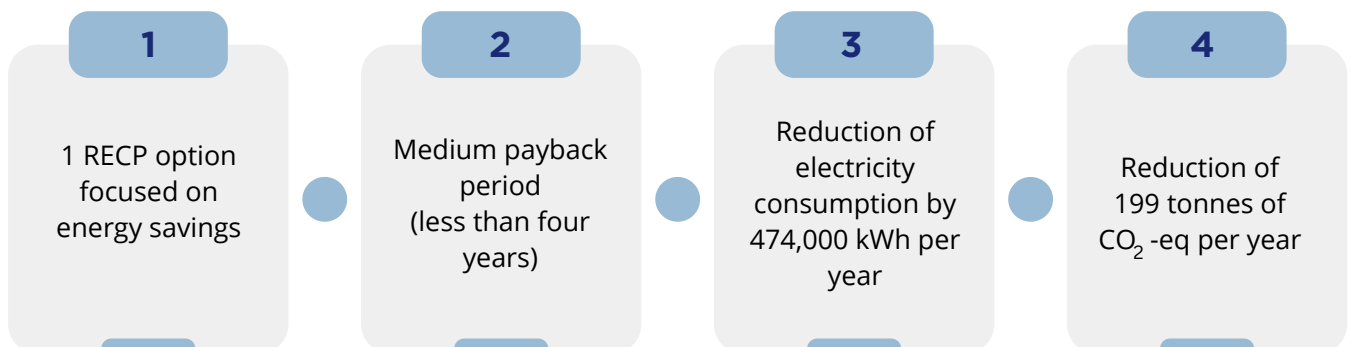 1
1 RECP option
focused on
energy savings
2
Medium payback
period
(less than four
years)
3
Reduction of
electricity
consumption by
474,000 kWh per
year
4
Reduction of
199 tonnes of
CO₂ -eq per year